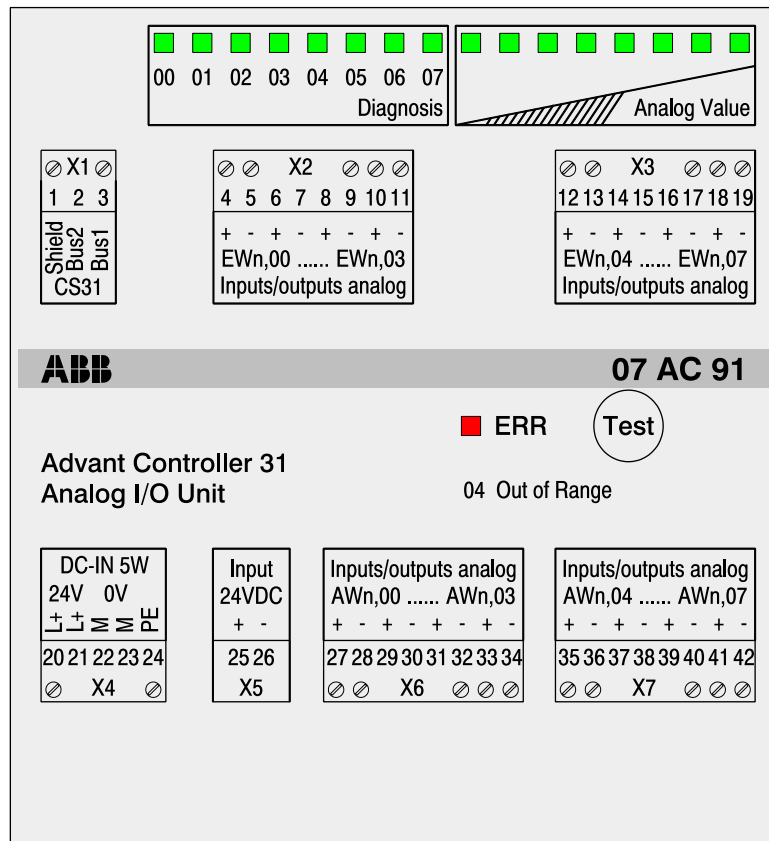 00 01 02 03 04 05 06 07
Diagnosis
Analog Value
X1
1 2 3
Shield
Bus2
Bus1
CS31
X2
4 5 6 7 8 9 10 11
+ - + - + - + -
EWn,00 ...... EWn,03
Inputs/outputs analog
X3
12 13 14 15 16 17 18 19
+ - + - + - + -
EWn,04 ...... EWn,07
Inputs/outputs analog
ABB
07 AC 91
ERR
Test
Advant Controller 31
Analog I/O Unit
04 Out of Range
DC-IN 5W
24V 0V
L+ L+ M M PE
20 21 22 23 24
X4
Input
24VDC
+ -
25 26
X5
Inputs/outputs analog
AWn,00 ...... AWn,03
+ - + - + - + -
27 28 29 30 31 32 33 34
X6
Inputs/outputs analog
AWn,04 ...... AWn,07
+ - + - + - + -
35 36 37 38 39 40 41 42
X7